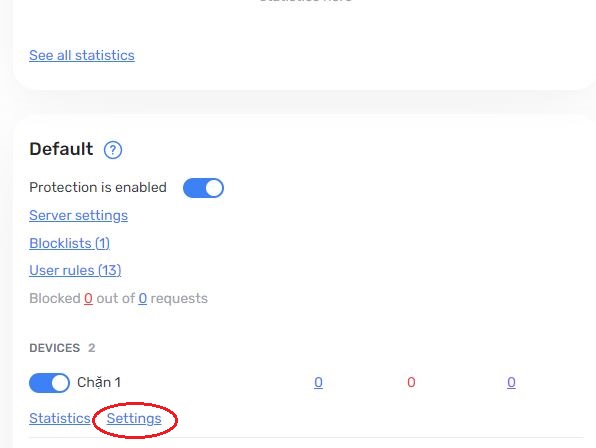 See all statistics
Default ?
Protection is enabled
Server settings
Blocklists (1)
User rules (13)
Blocked 0 out of 0 requests
DEVICES 2
Chặn 1 0 0 0
Statistics Settings